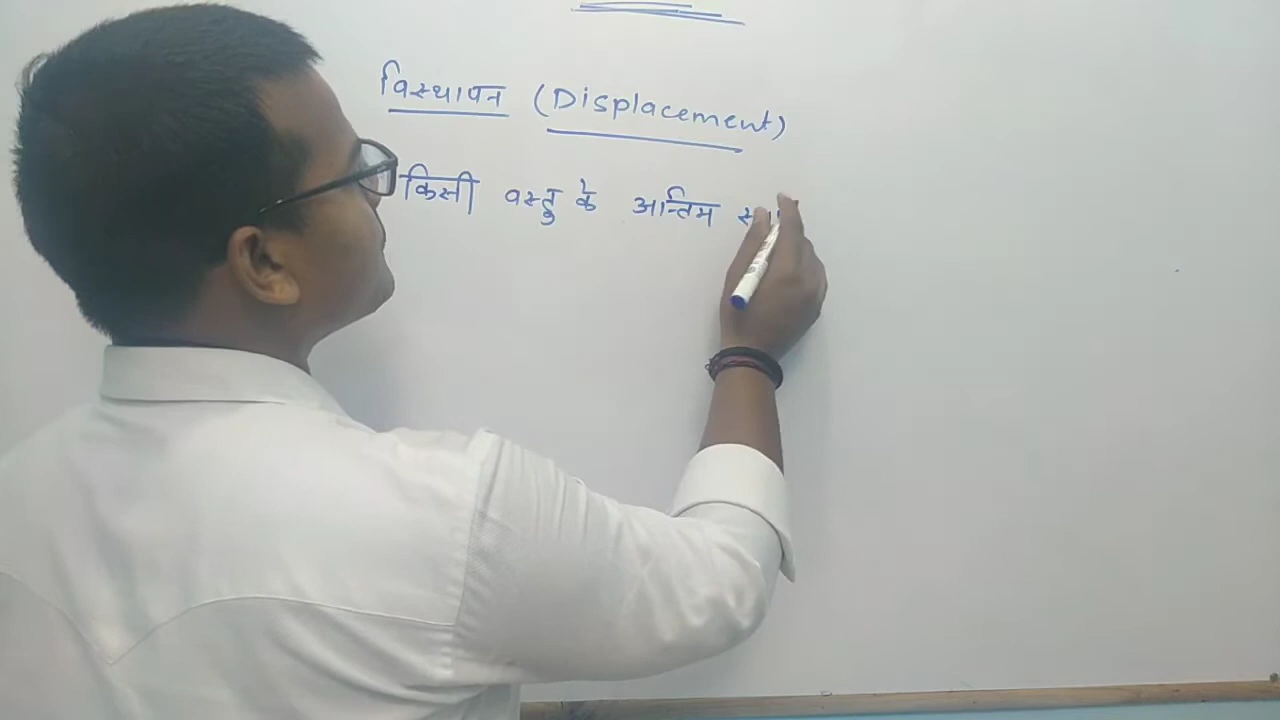 विस्थापन (Displacement)
किसी वस्तु के अन्तिम